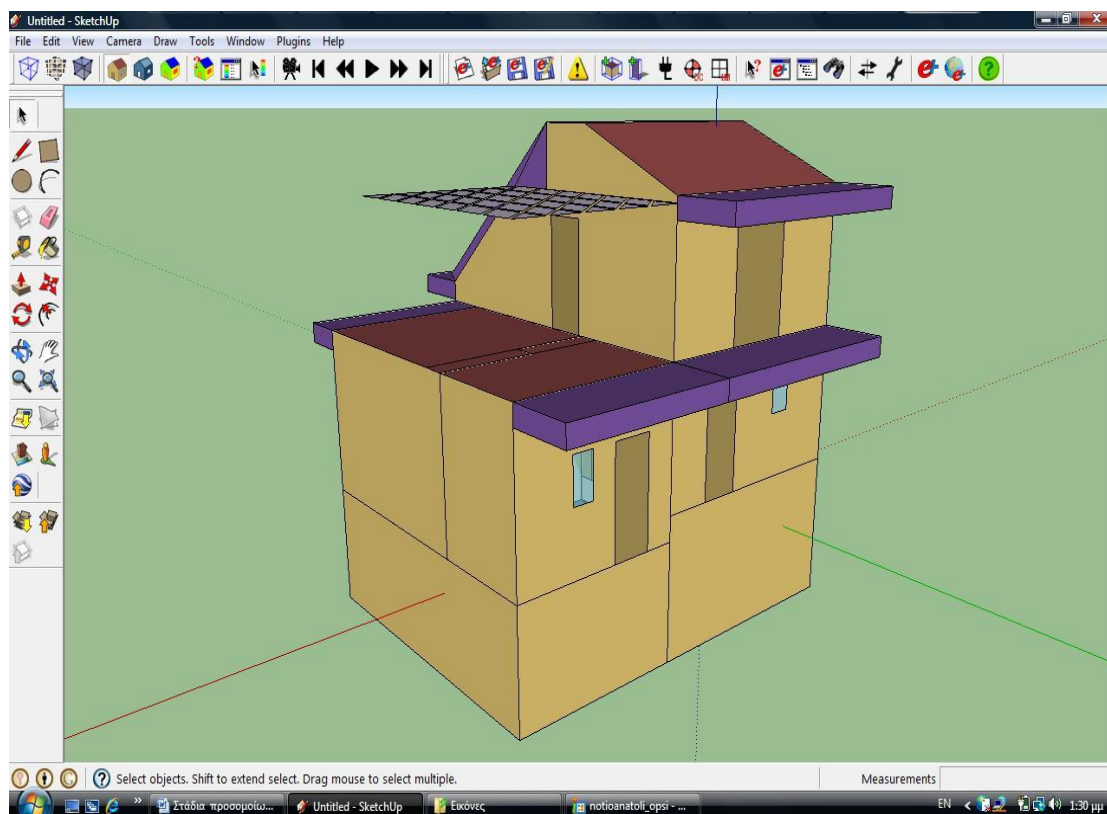 Untitled - SketchUp
File Edit View Camera Draw Tools Window Plugins Help
Select objects. Shift to extend select. Drag mouse to select multiple.
Measurements
Στάδια προσομοίω...
Untitled - SketchUp
Εικόνες
notioanatoli_opsi - ...
EN
1:30 μμ